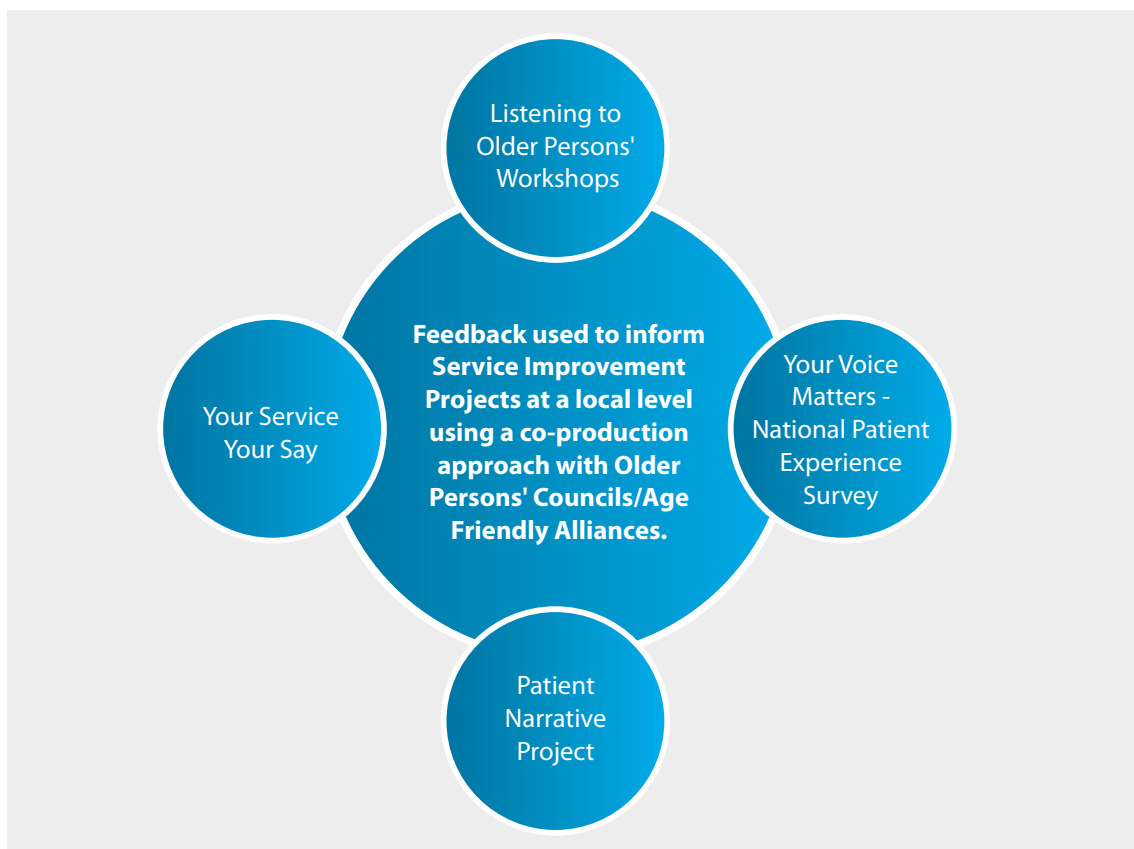 Listening to
Older Persons'
Workshops
Feedback used to inform
Service Improvement
Projects at a local level
using a co-production
approach with Older
Persons' Councils/Age
Friendly Alliances.
Your Service
Your Say
Your Voice
Matters -
National Patient
Experience
Survey
Patient
Narrative
Project